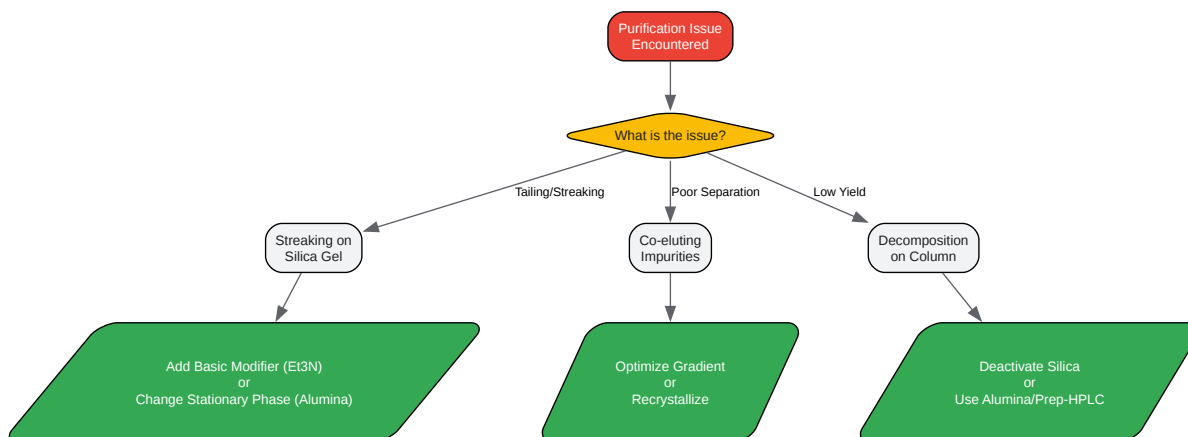 Purification Issue
Encountered
What is the issue?
Tailing/Streaking
Poor Separation
Low Yield
Streaking on
Silica Gel
Co-eluting
Impurities
Decomposition
on Column
Add Basic Modifier (Et3N)
or
Change Stationary Phase (Alumina)
Optimize Gradient
or
Recrystallize
Deactivate Silica
or
Use Alumina/Prep-HPLC